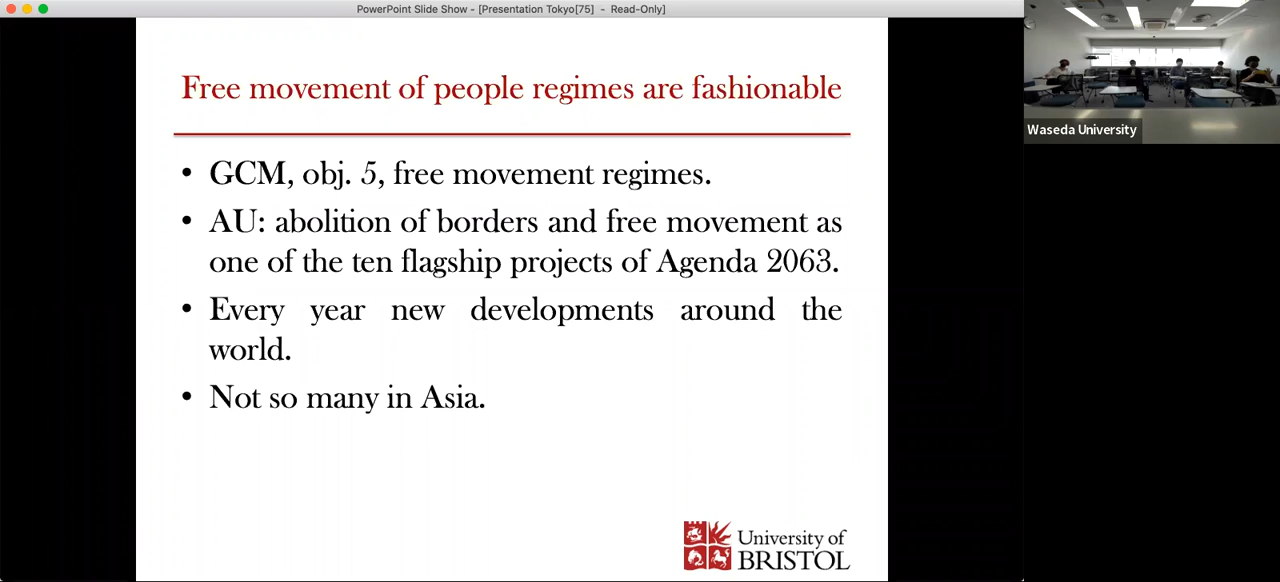 PowerPoint Slide Show - [Presentation Tokyo[75] - Read-Only]
Free movement of people regimes are fashionable
• GCM, obj. 5, free movement regimes.
• AU: abolition of borders and free movement as
one of the ten flagship projects of Agenda 2063.
• Every year new developments around the
world.
• Not so many in Asia.
University of
BRISTOL
Waseda University